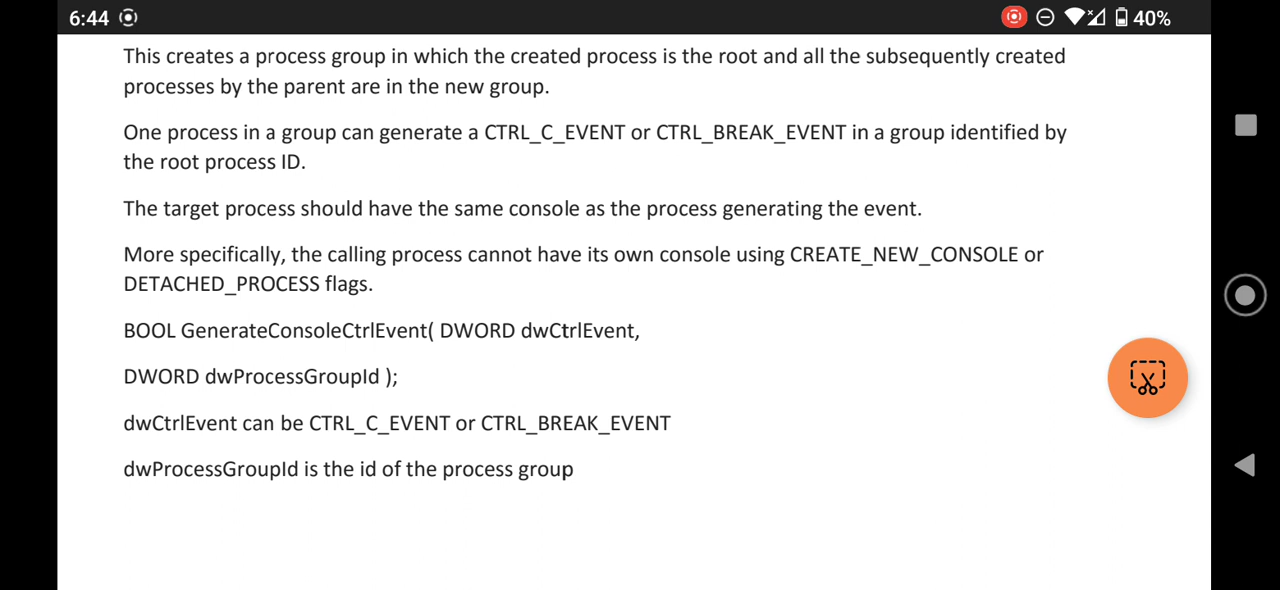 6:44
40%
This creates a process group in which the created process is the root and all the subsequently created
processes by the parent are in the new group.
One process in a group can generate a CTRL_C_EVENT or CTRL_BREAK_EVENT in a group identified by
the root process ID.
The target process should have the same console as the process generating the event.
More specifically, the calling process cannot have its own console using CREATE_NEW_CONSOLE or
DETACHED_PROCESS flags.
BOOL GenerateConsoleCtrlEvent( DWORD dwCtrlEvent,
DWORD dwProcessGroupId );
dwCtrlEvent can be CTRL_C_EVENT or CTRL_BREAK_EVENT
dwProcessGroupId is the id of the process group